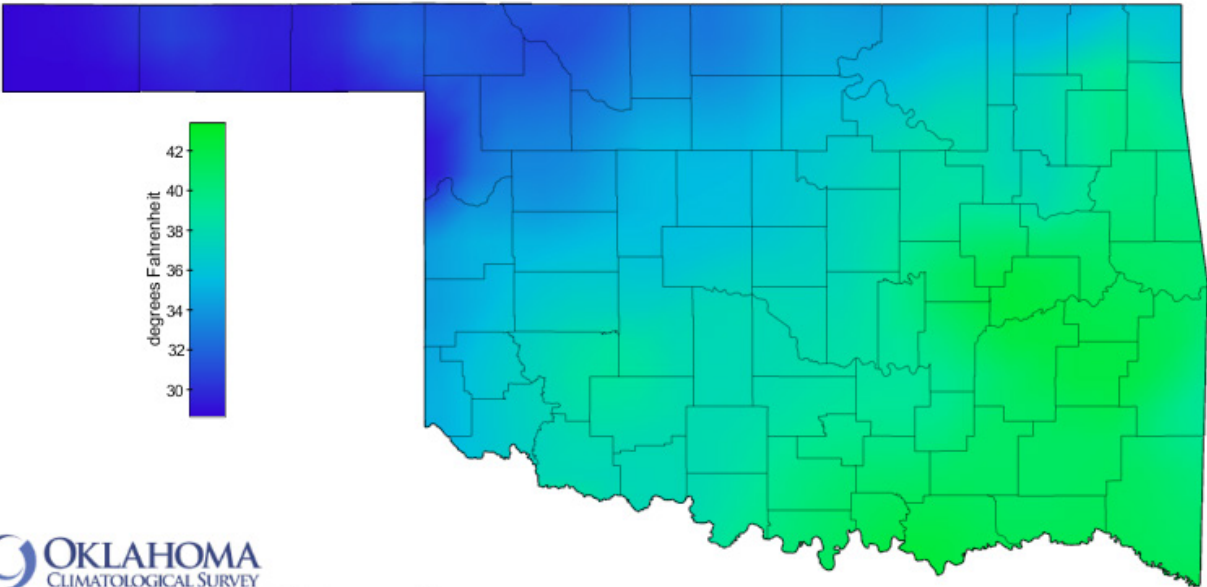 42
40
38
36
34
32
30
degrees Fahrenheit
OKLAHOMA
CLIMATOLOGICAL SURVEY